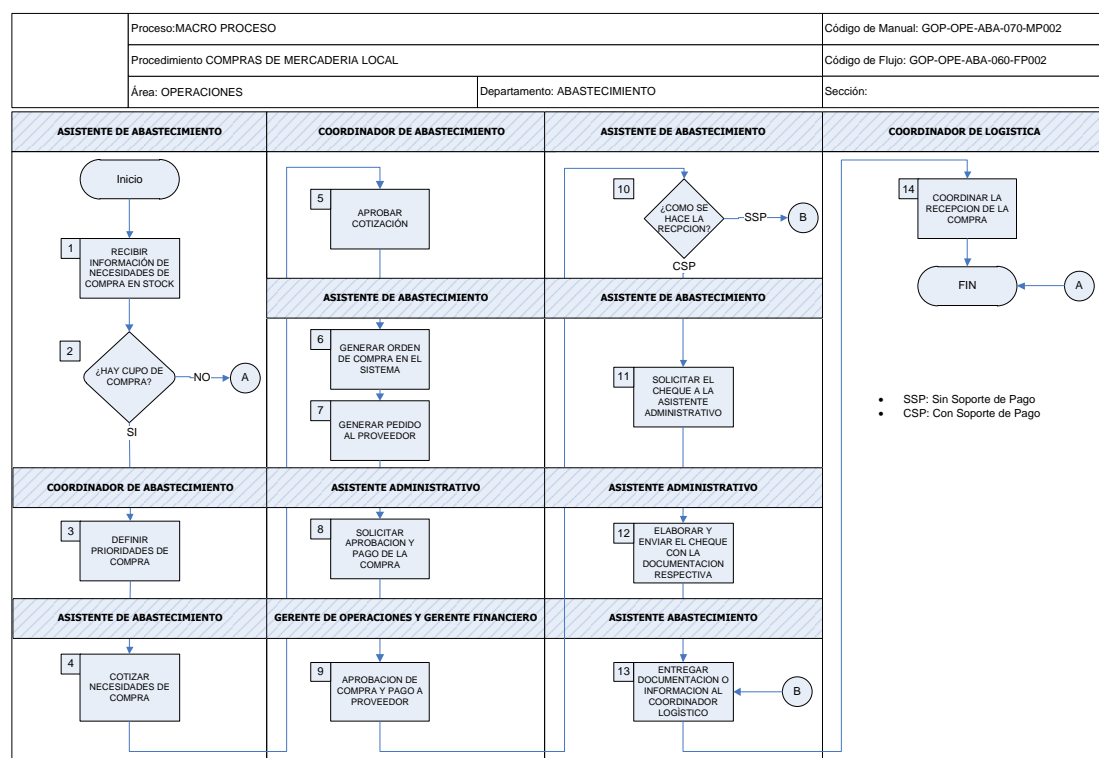 Proceso:MACRO PROCESO
Código de Manual: GOP-OPE-ABA-070-MP002
Procedimiento COMPRAS DE MERCADERIA LOCAL
Código de Flujo: GOP-OPE-ABA-060-FP002
Área: OPERACIONES
Departamento: ABASTECIMIENTO
Sección:
ASISTENTE DE ABASTECIMIENTO
Inicio
1
RECIBIR
INFORMACIÓN DE
NECESIDADES DE
COMPRA EN STOCK
2
¿HAY CUPO DE
COMPRA?
NO
A
SI
COORDINADOR DE ABASTECIMIENTO
3
DEFINIR
PRIORIDADES DE
COMPRA
ASISTENTE DE ABASTECIMIENTO
4
COTIZAR
NECESIDADES DE
COMPRA
COORDINADOR DE ABASTECIMIENTO
5
APROBAR
COTIZACIÓN
ASISTENTE DE ABASTECIMIENTO
6
GENERAR ORDEN
DE COMPRA EN EL
SISTEMA
7
GENERAR PEDIDO
AL PROVEEDOR
ASISTENTE ADMINISTRATIVO
8
SOLICITAR
APROBACION Y
PAGO DE LA
COMPRA
GERENTE DE OPERACIONES Y GERENTE FINANCIERO
9
APROBACION DE
COMPRA Y PAGO A
PROVEEDOR
ASISTENTE DE ABASTECIMIENTO
10
¿COMO SE
HACE LA
RECPCION?
SSP
B
CSP
ASISTENTE DE ABASTECIMIENTO
11
SOLICITAR EL
CHEQUE A LA
ASISTENTE
ADMINISTRATIVO
ASISTENTE ADMINISTRATIVO
12
ELABORAR Y
ENVIAR EL CHEQUE
CON LA
DOCUMENTACION
RESPECTIVA
ASISTENTE ABASTECIMIENTO
13
ENTREGAR
DOCUMENTACION O
INFORMACION AL
COORDINADOR
LOGÌSTICO
B
COORDINADOR DE LOGISTICA
14
COORDINAR LA
RECEPCION DE LA
COMPRA
FIN
A
• SSP: Sin Soporte de Pago
• CSP: Con Soporte de Pago